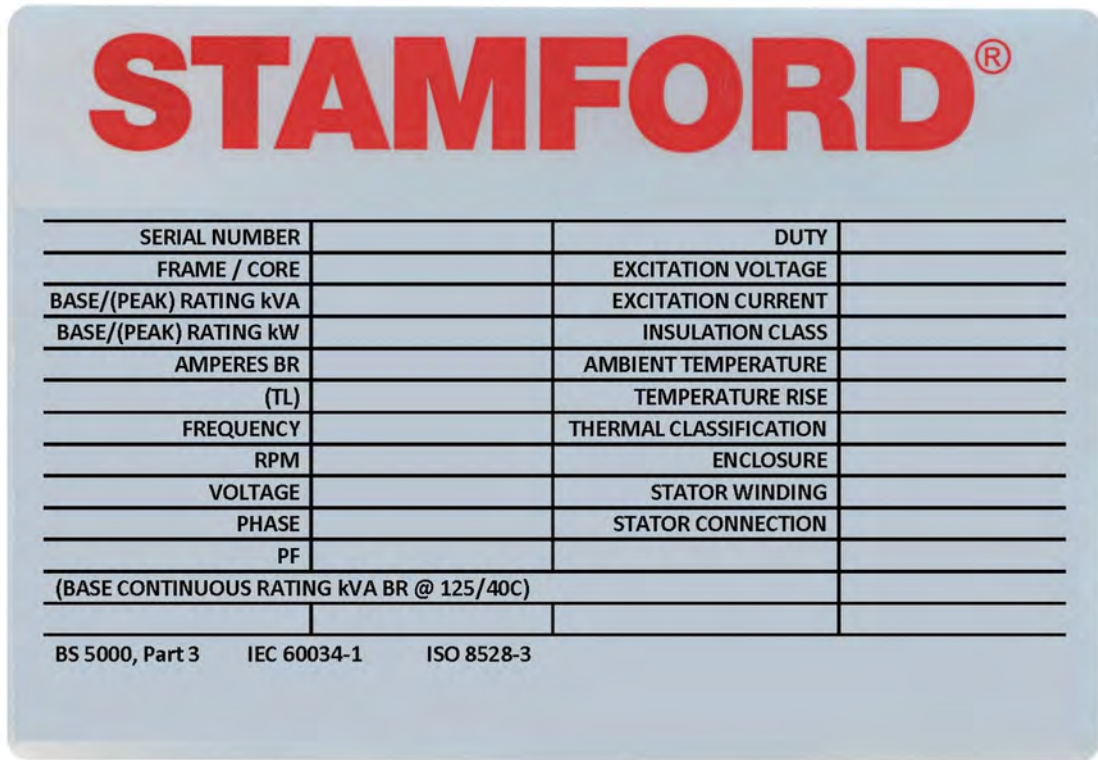 STAMFORD®
SERIAL NUMBER DUTY
FRAME / CORE EXCITATION VOLTAGE
BASE/(PEAK) RATING kVA EXCITATION CURRENT
BASE/(PEAK) RATING kW INSULATION CLASS
AMPERES BR AMBIENT TEMPERATURE
(TL) TEMPERATURE RISE
FREQUENCY THERMAL CLASSIFICATION
RPM ENCLOSURE
VOLTAGE STATOR WINDING
PHASE STATOR CONNECTION
PF
(BASE CONTINUOUS RATING kVA BR @ 125/40C)
BS 5000, Part 3 IEC 60034-1 ISO 8528-3